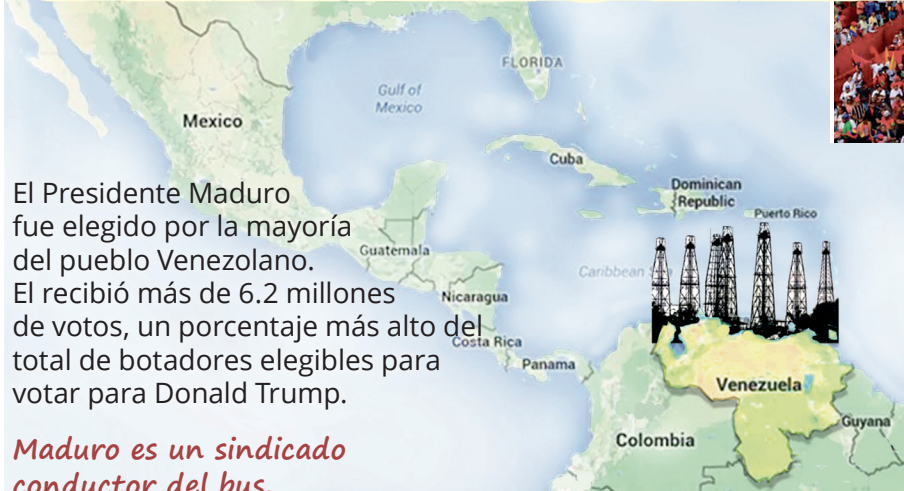 FLORIDA
Gulf of
Mexico
Mexico
Cuba
Dominican
Republic
Puerto Rico
El Presidente Maduro
fue elegido por la mayoría
del pueblo Venezolano.
El recibió más de 6.2 millones
de votos, un porcentaje más alto del
total de botadores elegibles para
votar para Donald Trump.
Guatemala
Caribbean
Nicaragua
Costa Rica
Panama
Venezuela
Guyana
Colombia
Maduro es un sindicado
conductor del bus.